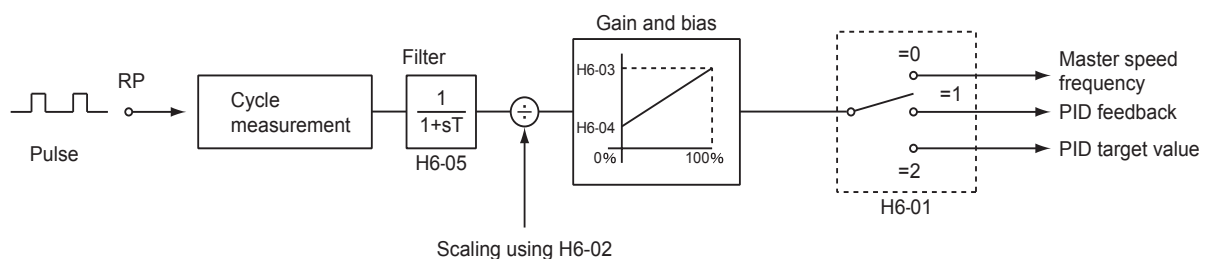 Gain and bias
Filter
RP
Pulse
Cycle
measurement
1
1+sT
H6-05
÷
Scaling using H6-02
H6-03
H6-04
0%
100%
=0
=1
=2
H6-01
Master speed
frequency
PID feedback
PID target value